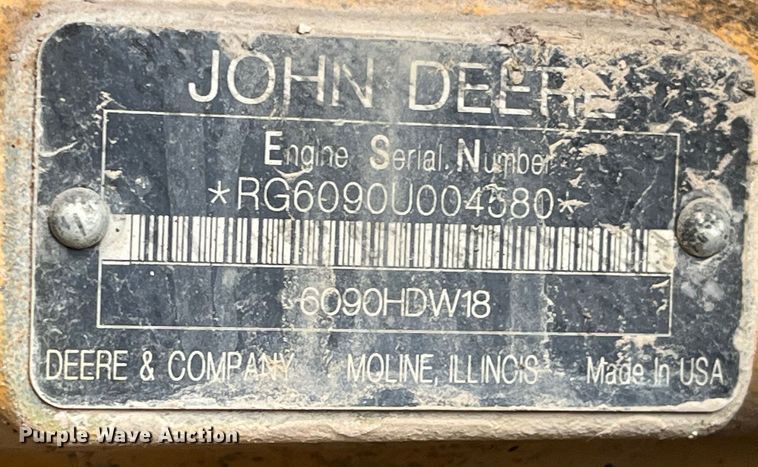 JOHN DEERE
Engine Serial Number
*RG6090U004580*
6090HDW18
DEERE & COMPANY MOLINE, ILLINOIS Made In USA
Purple Wave Auction